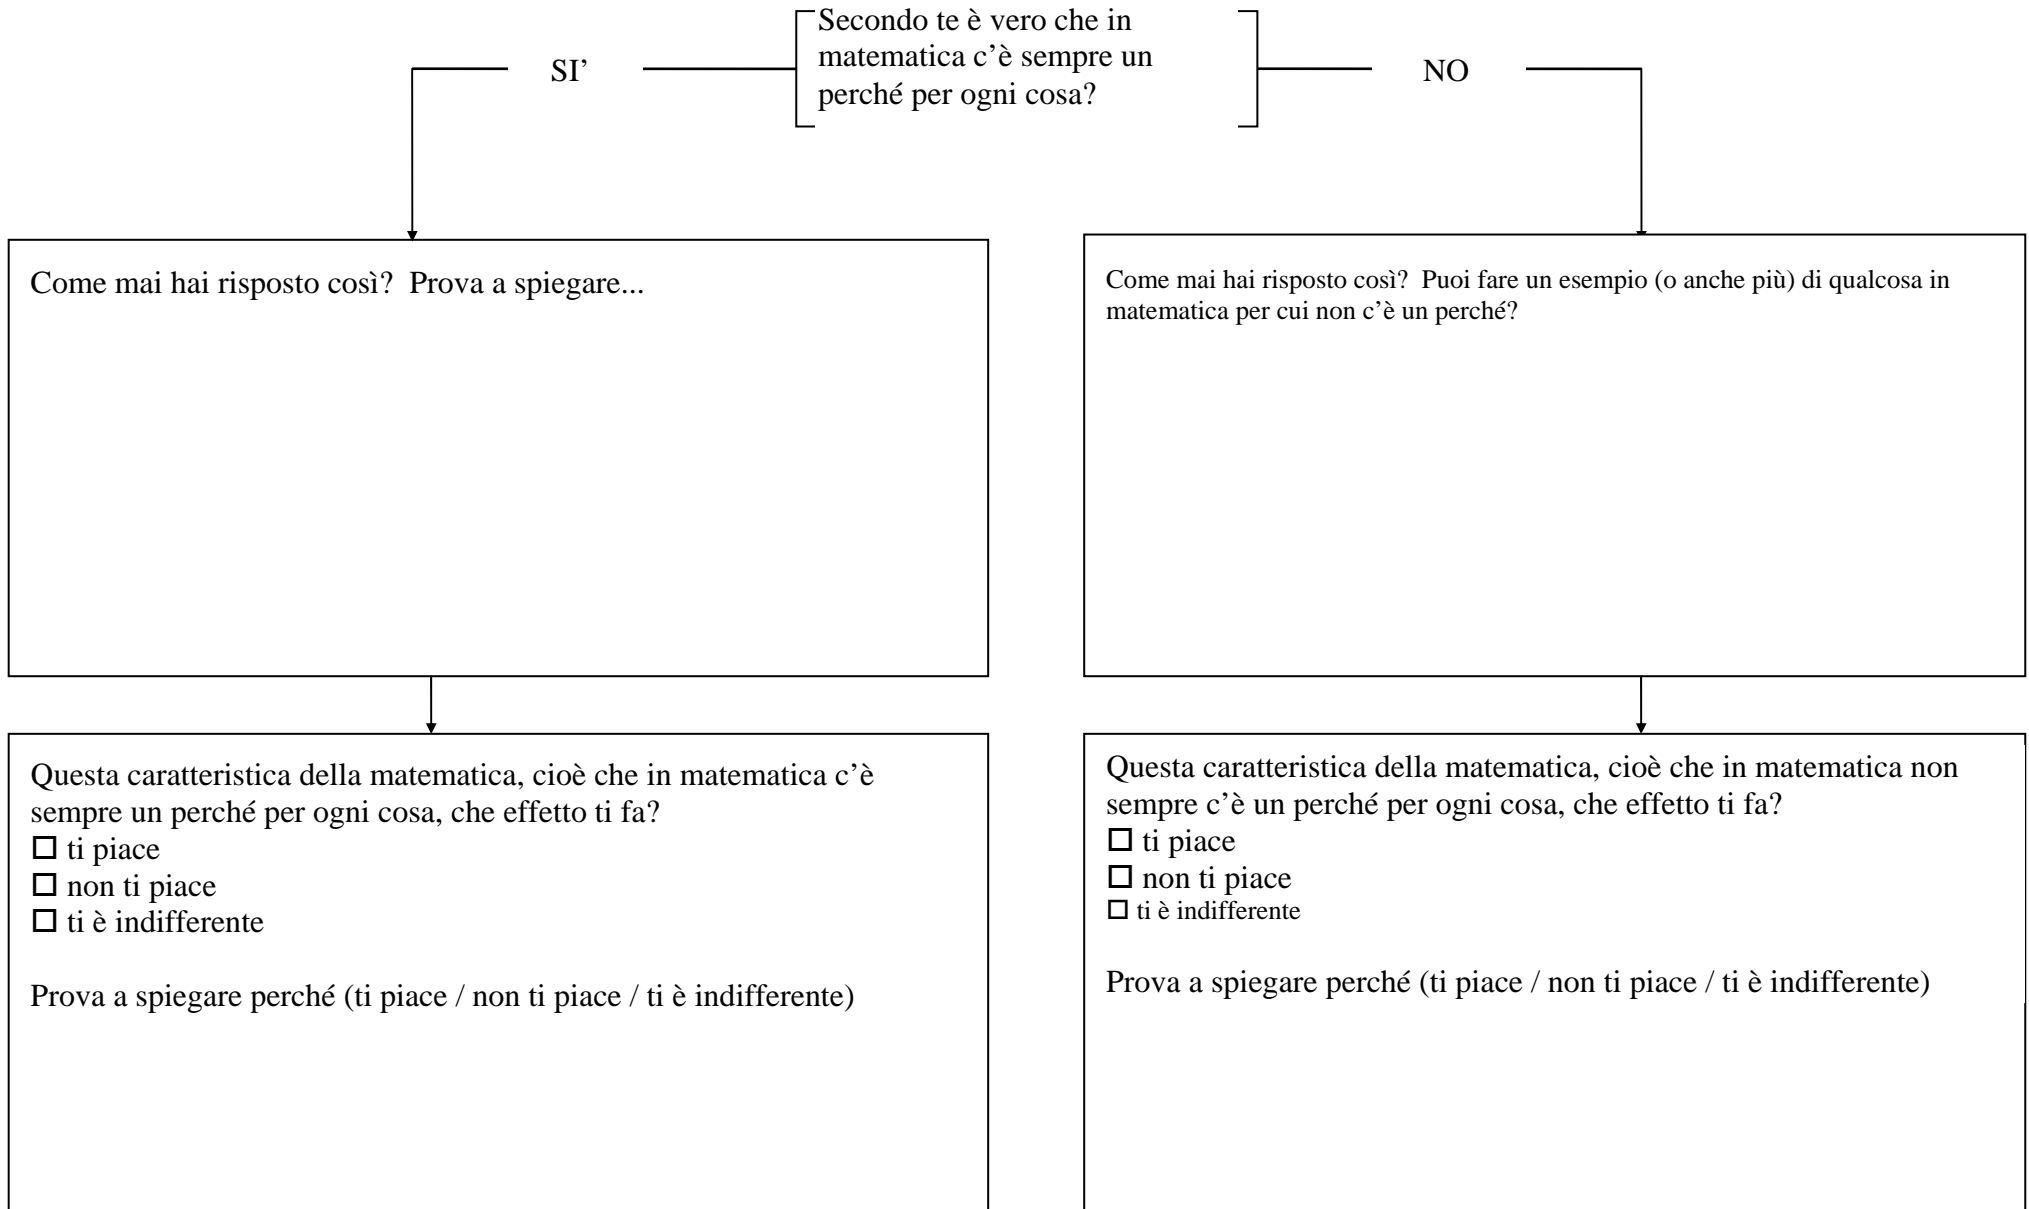 Secondo te è vero che in
matematica c'è sempre un
perché per ogni cosa?
SI'
NO
Come mai hai risposto così? Prova a spiegare...
Questa caratteristica della matematica, cioè che in matematica c'è
sempre un perché per ogni cosa, che effetto ti fa?
☐ ti piace
☐ non ti piace
☐ ti è indifferente
Prova a spiegare perché (ti piace / non ti piace / ti è indifferente)
Come mai hai risposto così? Puoi fare un esempio (o anche più) di qualcosa in
matematica per cui non c'è un perché?
Questa caratteristica della matematica, cioè che in matematica non
sempre c'è un perché per ogni cosa, che effetto ti fa?
☐ ti piace
☐ non ti piace
☐ ti è indifferente
Prova a spiegare perché (ti piace / non ti piace / ti è indifferente)